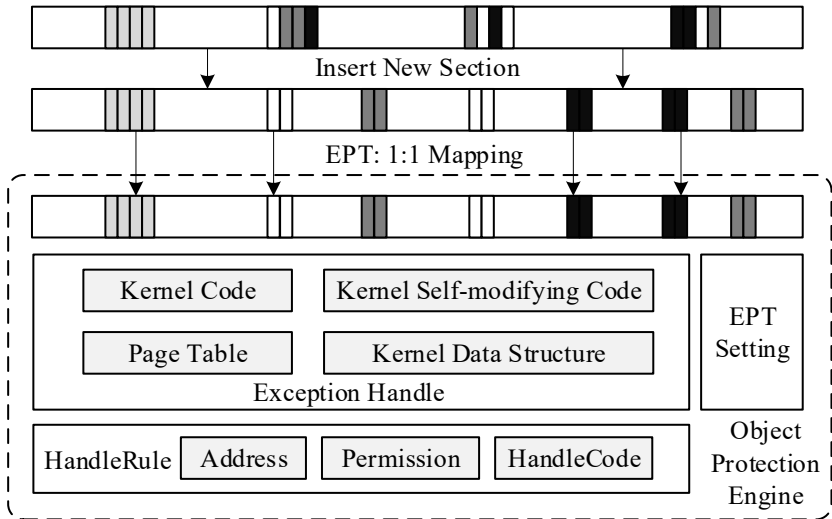 Insert New Section
EPT: 1:1 Mapping
Kernel Code
Kernel Self-modifying Code
Page Table
Kernel Data Structure
Exception Handle
EPT
Setting
HandleRule
Address
Permission
HandleCode
Object
Protection
Engine